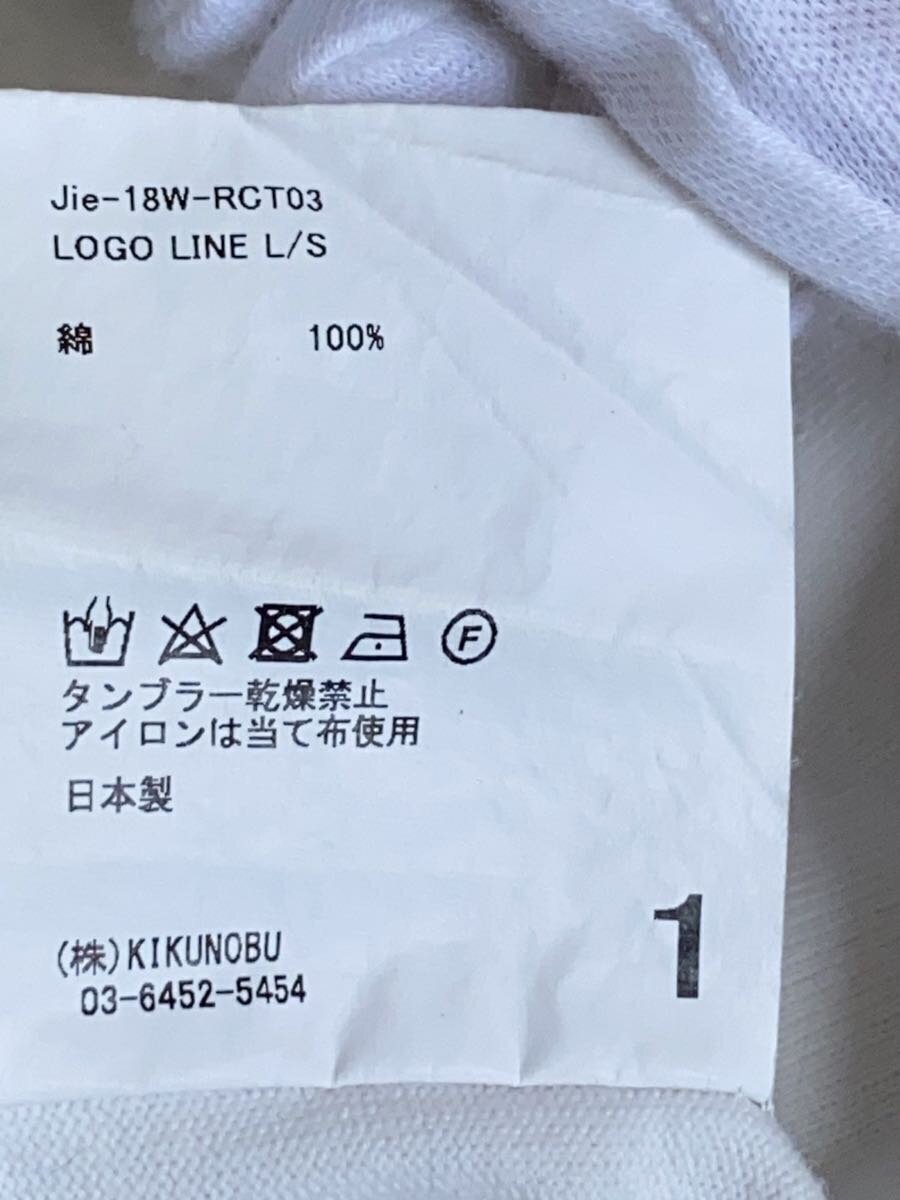 Jie-18W-RCT03
LOGO LINE L/S
綿 100%
F
タンブラー乾燥禁止
アイロンは当て布使用
日本製
(株)KIKUNOBU
03-6452-5454
1